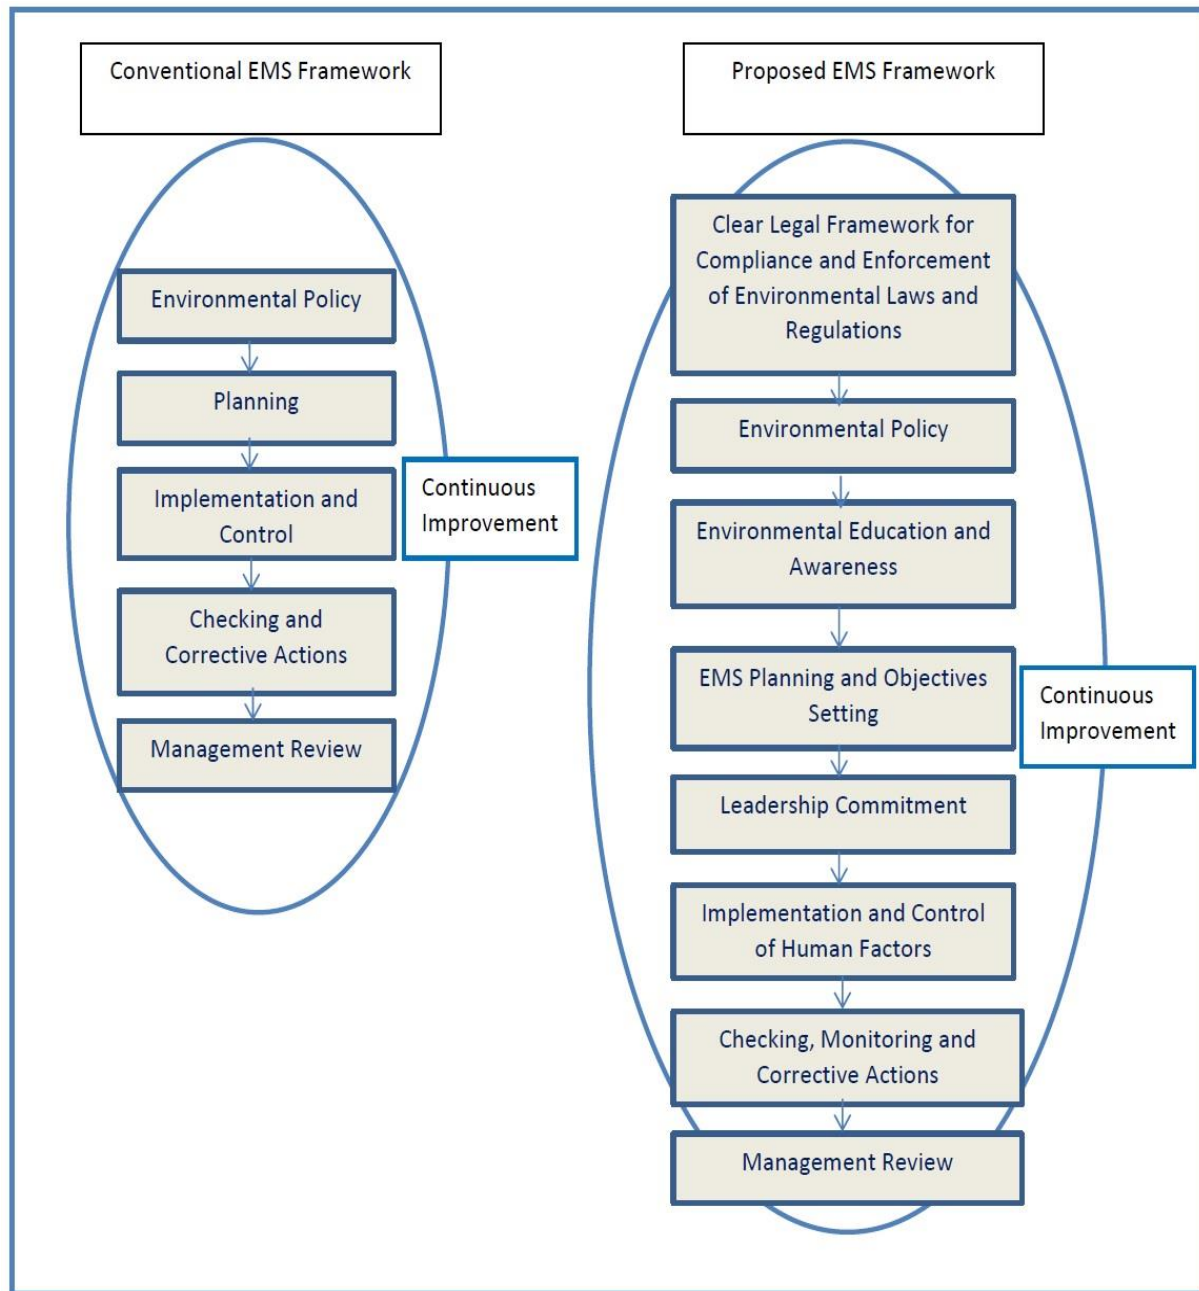 Conventional EMS Framework
Environmental Policy
Planning
Implementation and
Control
Checking and
Corrective Actions
Management Review
Continuous
Improvement
Proposed EMS Framework
Clear Legal Framework for
Compliance and Enforcement
of Environmental Laws and
Regulations
Environmental Policy
Environmental Education and
Awareness
EMS Planning and Objectives
Setting
Leadership Commitment
Implementation and Control
of Human Factors
Checking, Monitoring and
Corrective Actions
Management Review
Continuous
Improvement